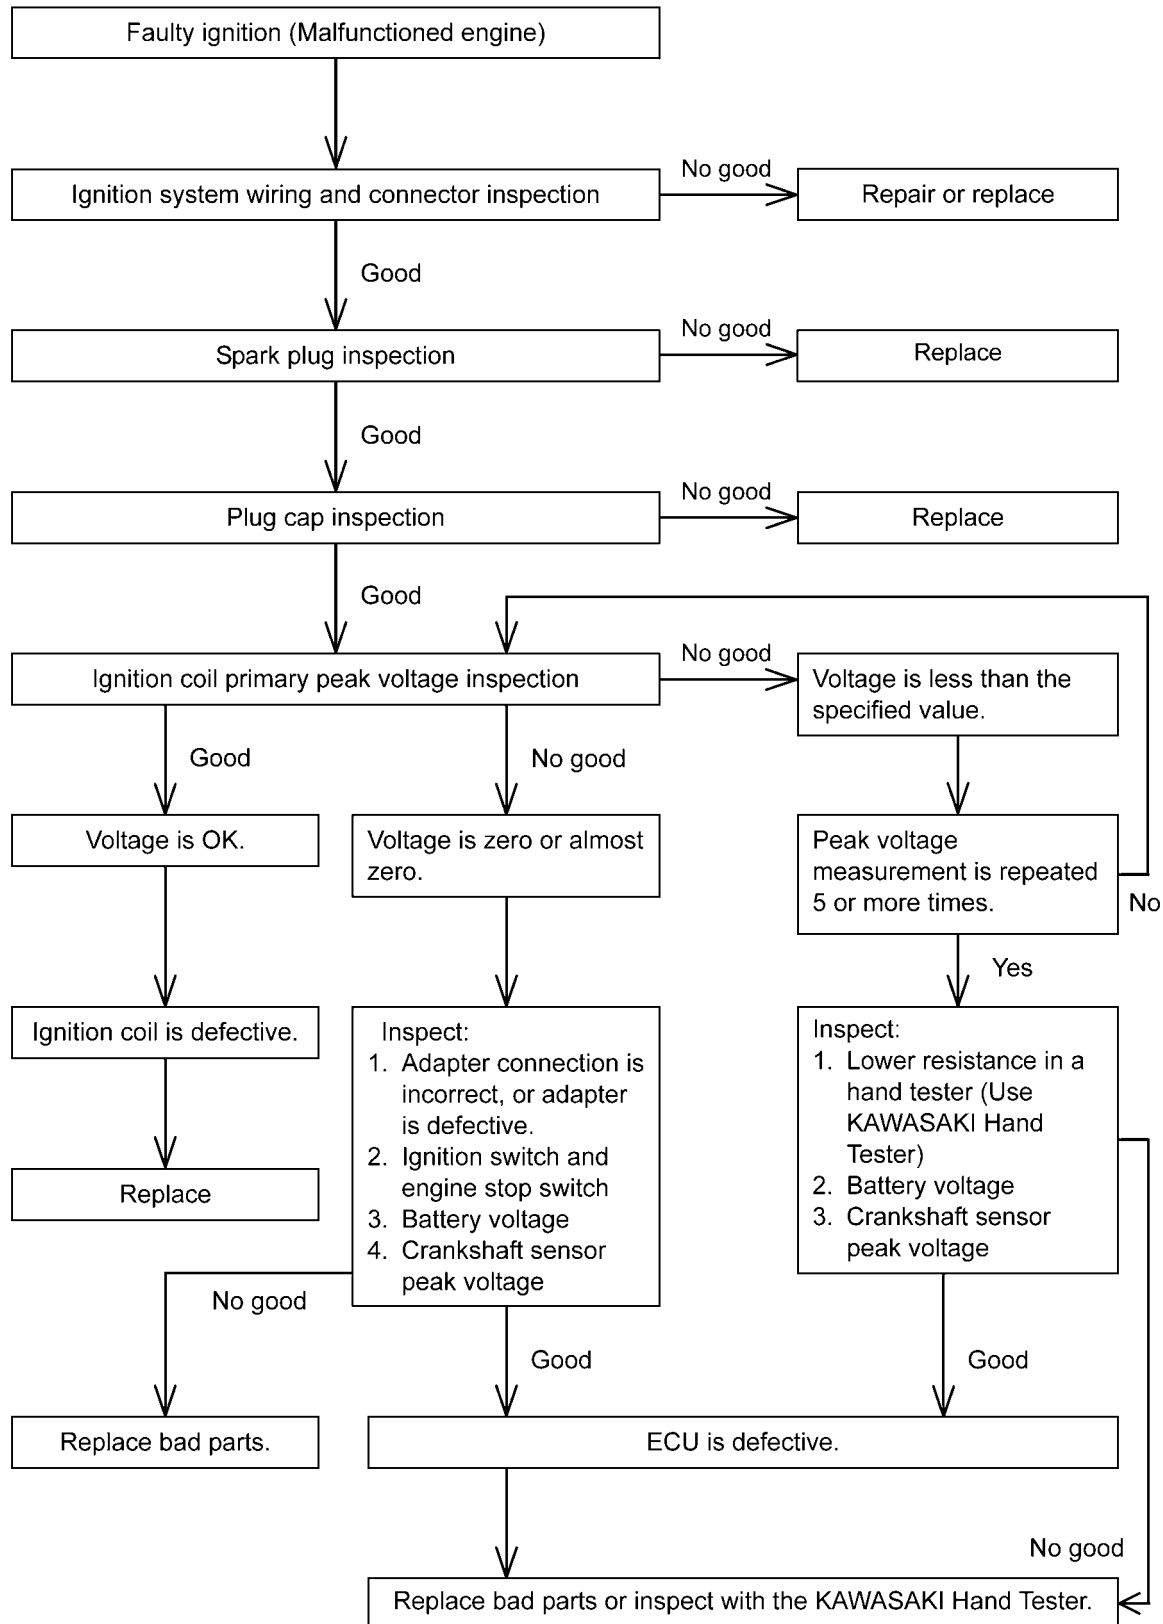 Faulty ignition (Malfunctioned engine)
Ignition system wiring and connector inspection
No good
Repair or replace
Good
Spark plug inspection
No good
Replace
Good
Plug cap inspection
No good
Replace
Good
Ignition coil primary peak voltage inspection
No good
Voltage is less than the
specified value.
Good
No good
Voltage is OK.
Voltage is zero or almost
zero.
Peak voltage
measurement is repeated
5 or more times.
No
Yes
Ignition coil is defective.
Replace
Inspect:
1. Adapter connection is
incorrect, or adapter
is defective.
2. Ignition switch and
engine stop switch
3. Battery voltage
4. Crankshaft sensor
peak voltage
Inspect:
1. Lower resistance in a
hand tester (Use
KAWASAKI Hand
Tester)
2. Battery voltage
3. Crankshaft sensor
peak voltage
No good
Good
Good
Replace bad parts.
ECU is defective.
No good
Replace bad parts or inspect with the KAWASAKI Hand Tester.